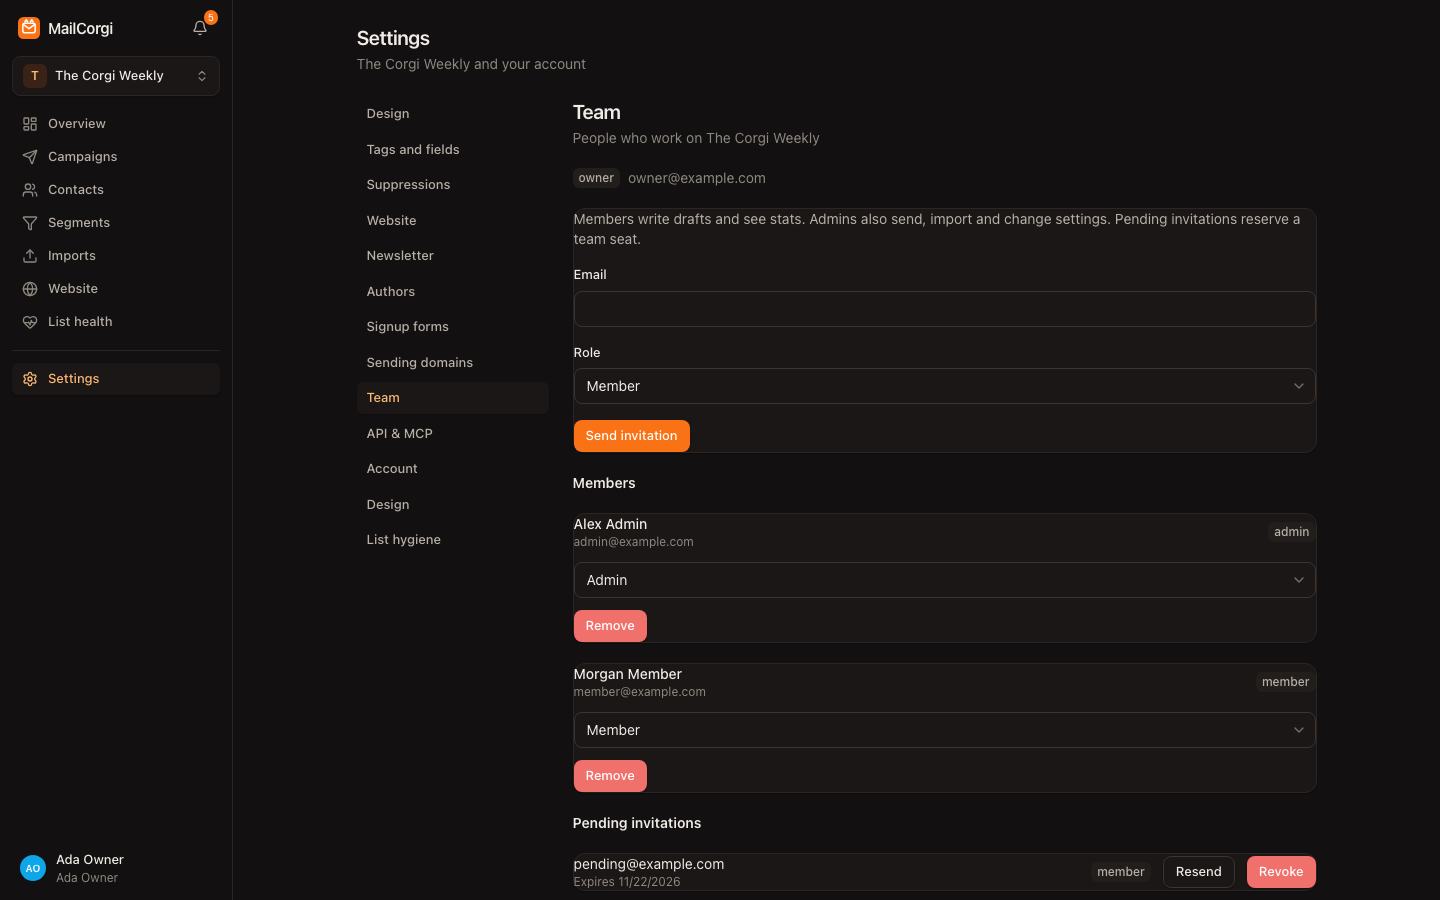 MailCorgi
5
T
The Corgi Weekly
Overview
Campaigns
Contacts
Segments
Imports
Website
List health
Settings
AO
Ada Owner
Ada Owner
Settings
The Corgi Weekly and your account
Design
Tags and fields
Suppressions
Website
Newsletter
Authors
Signup forms
Sending domains
Team
API & MCP
Account
Design
List hygiene
Team
People who work on The Corgi Weekly
owner owner@example.com
Members write drafts and see stats. Admins also send, import and change settings. Pending invitations reserve a
team seat.
Email
Role
Member
Send invitation
Members
Alex Admin
admin@example.com
admin
Admin
Remove
Morgan Member
member@example.com
member
Member
Remove
Pending invitations
pending@example.com
Expires 11/22/2026
member
Resend
Revoke